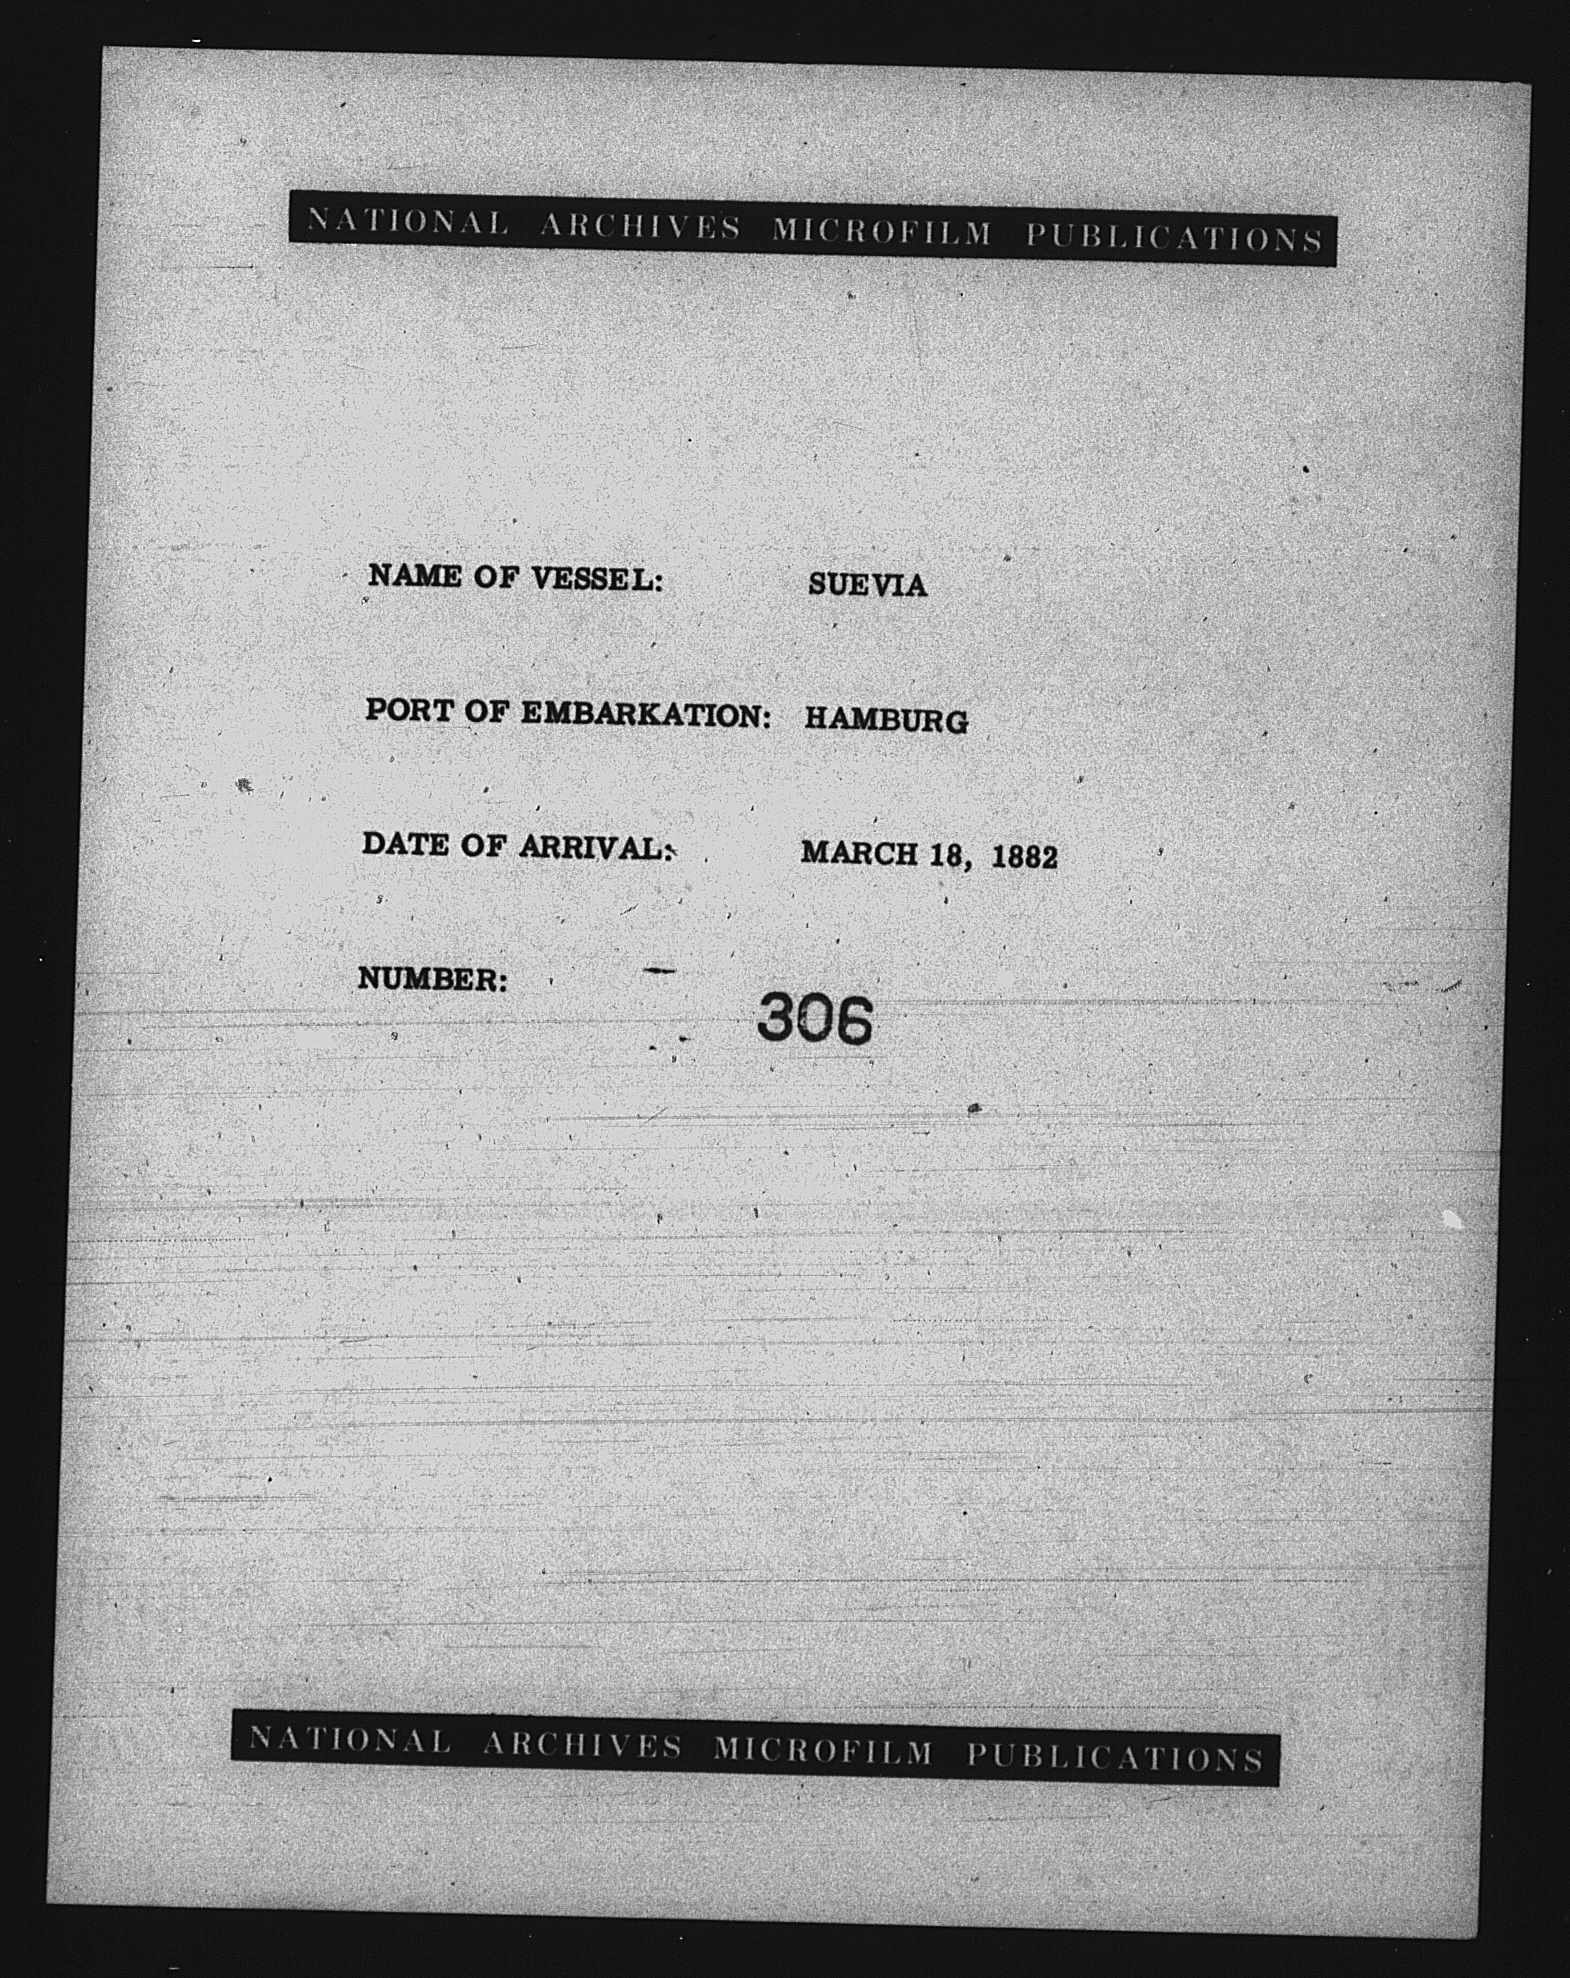 NATIONAL ARCHIVES MICROFILM PUBLICATIONS
NAME OF VESSEL: SUEVIA
PORT OF EMBARKATION: HAMBURG
DATE OF ARRIVAL: MARCH 18, 1882
NUMBER: 306
NATIONAL ARCHIVES MICROFILM PUBLICATIONS